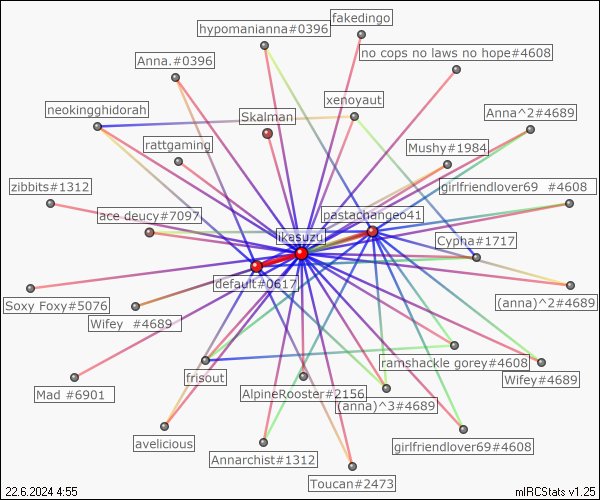 fakedingo
hypomanianna#0396
no cops no laws no hope#4608
Anna.#0396
xenoyaut
neokingghidorah
Skalman
Anna^2#4689
rattgaming
Mushy#1984
zibbits#1312
girlfriendlover69 #4608
ace deucy#7097
pastachangeo41
ikasuzu
Cypha#1717
default#0617
Soxy Foxy#5076
(anna)^2#4689
Wifey #4689
ramshackle gorey#4608
frisout
Wifey#4689
Mad #6901
AlpineRooster#2156
(anna)^3#4689
avelicious
girlfriendlover69#4608
Annarchist#1312
Toucan#2473
22.6.2024 4:55
mIRCStats v1.25